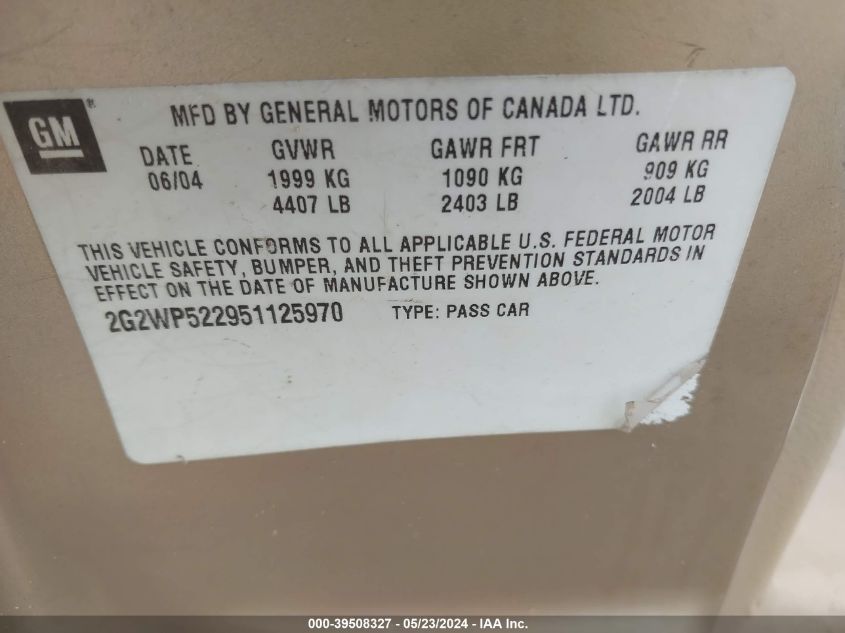 GM ®
MFD BY GENERAL MOTORS OF CANADA LTD.
DATE GVWR GAWR FRT GAWR RR
06/04 1999 KG 1090 KG 909 KG
4407 LB 2403 LB 2004 LB
THIS VEHICLE CONFORMS TO ALL APPLICABLE U.S. FEDERAL MOTOR
VEHICLE SAFETY, BUMPER, AND THEFT PREVENTION STANDARDS IN
EFFECT ON THE DATE OF MANUFACTURE SHOWN ABOVE.
2G2WP522951125970 TYPE: PASS CAR
000-39508327 - 05/23/2024 - IAA Inc.